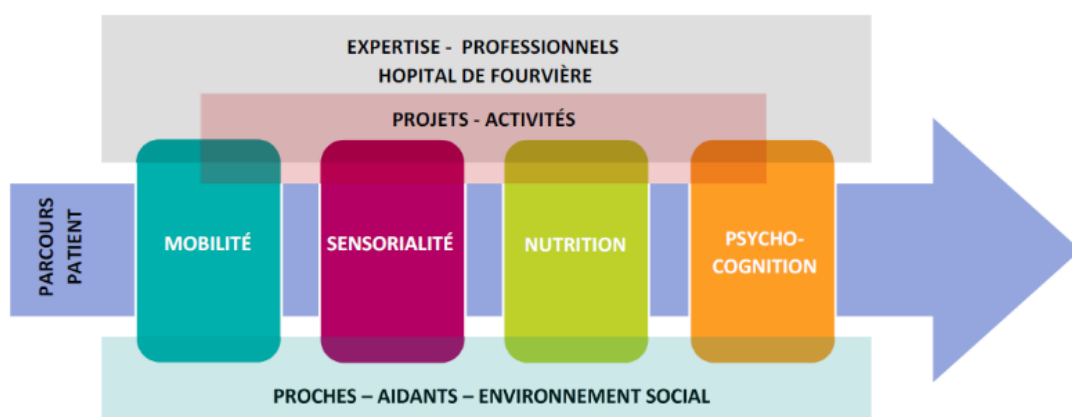 EXPERTISE - PROFESSIONNELS
HOPITAL DE FOURVIÈRE
PROJETS - ACTIVITÉS
PARCOURS
PATIENT
MOBILITÉ
SENSORIALITÉ
NUTRITION
PSYCHO-
COGNITION
PROCHES – AIDANTS – ENVIRONNEMENT SOCIAL